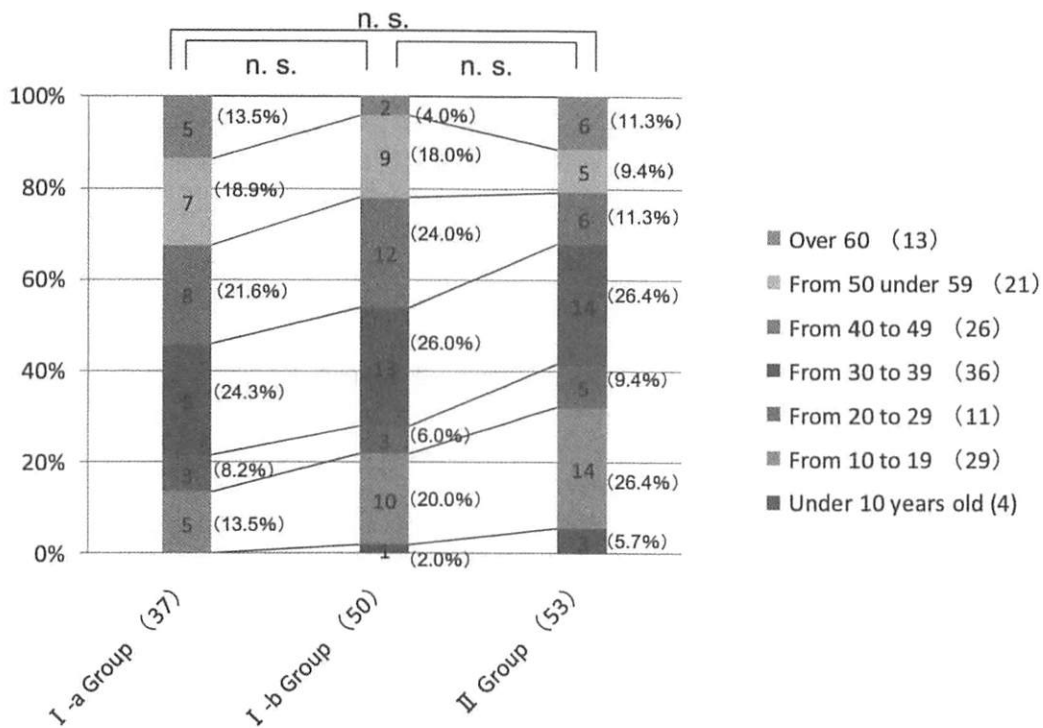 n. s.
n. s.
n. s.
100%
80%
60%
40%
20%
0%
5 (13.5%)
7 (18.9%)
8 (21.6%)
(24.3%)
3 (8.2%)
5 (13.5%)
2 (4.0%)
9 (18.0%)
12 (24.0%)
13 (26.0%)
3 (6.0%)
10 (20.0%)
1 (2.0%)
6 (11.3%)
5 (9.4%)
6 (11.3%)
14 (26.4%)
5 (9.4%)
14 (26.4%)
3 (5.7%)
I-a Group (37)
I-b Group (50)
II Group (53)
Over 60 (13)
From 50 under 59 (21)
From 40 to 49 (26)
From 30 to 39 (36)
From 20 to 29 (11)
From 10 to 19 (29)
Under 10 years old (4)